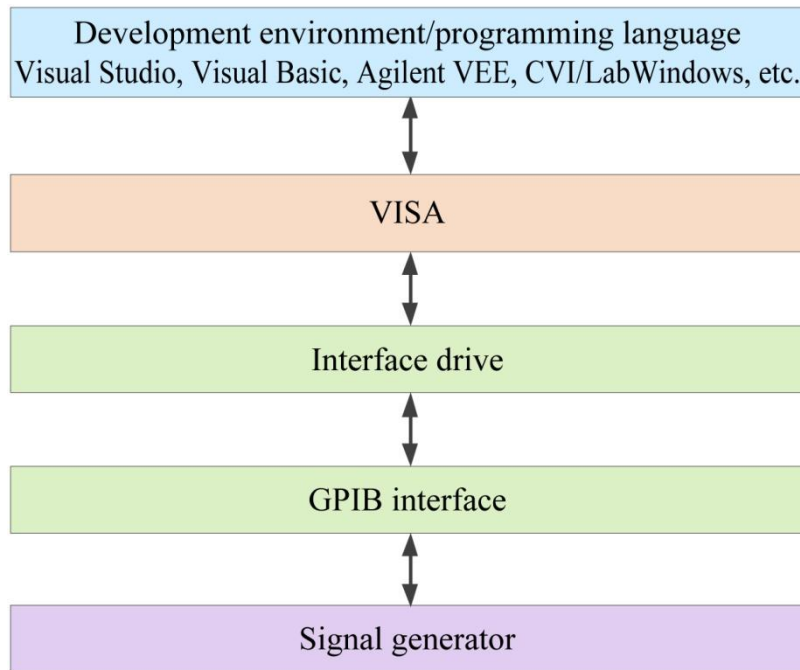 Development environment/programming language
Visual Studio, Visual Basic, Agilent VEE, CVI/LabWindows, etc.
VISA
Interface drive
GPIB interface
Signal generator